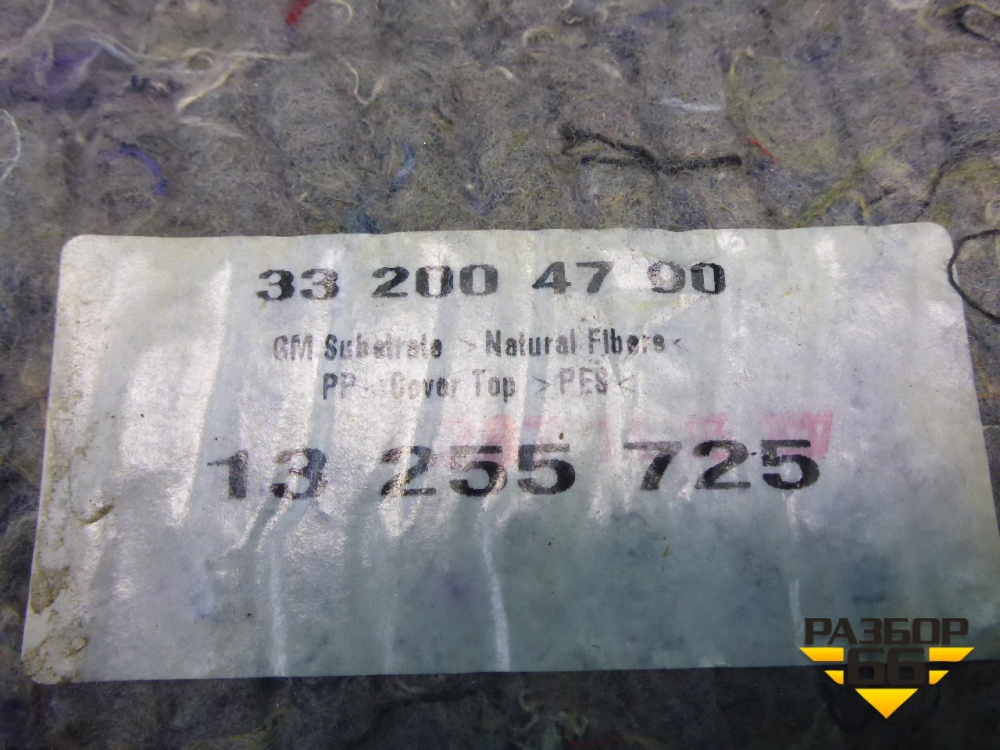 33 200 47 90
GM Substrate >Natural Fibers<
PP< Cover Top >PES<
13 255 725
РАЗБОР
66